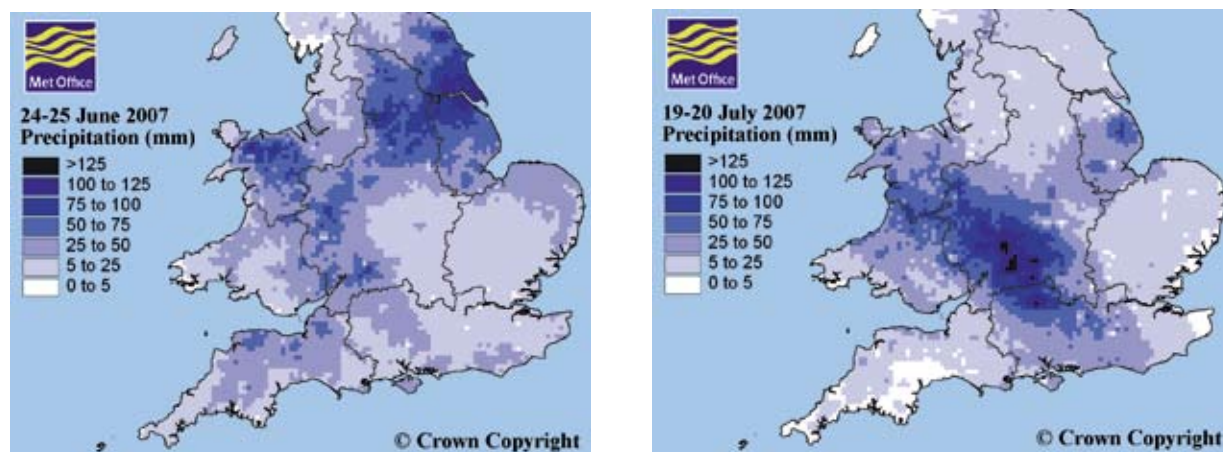 Met Office
24-25 June 2007
Precipitation (mm)
>125
100 to 125
75 to 100
50 to 75
25 to 50
5 to 25
0 to 5
© Crown Copyright
Met Office
19-20 July 2007
Precipitation (mm)
>125
100 to 125
75 to 100
50 to 75
25 to 50
5 to 25
0 to 5
© Crown Copyright